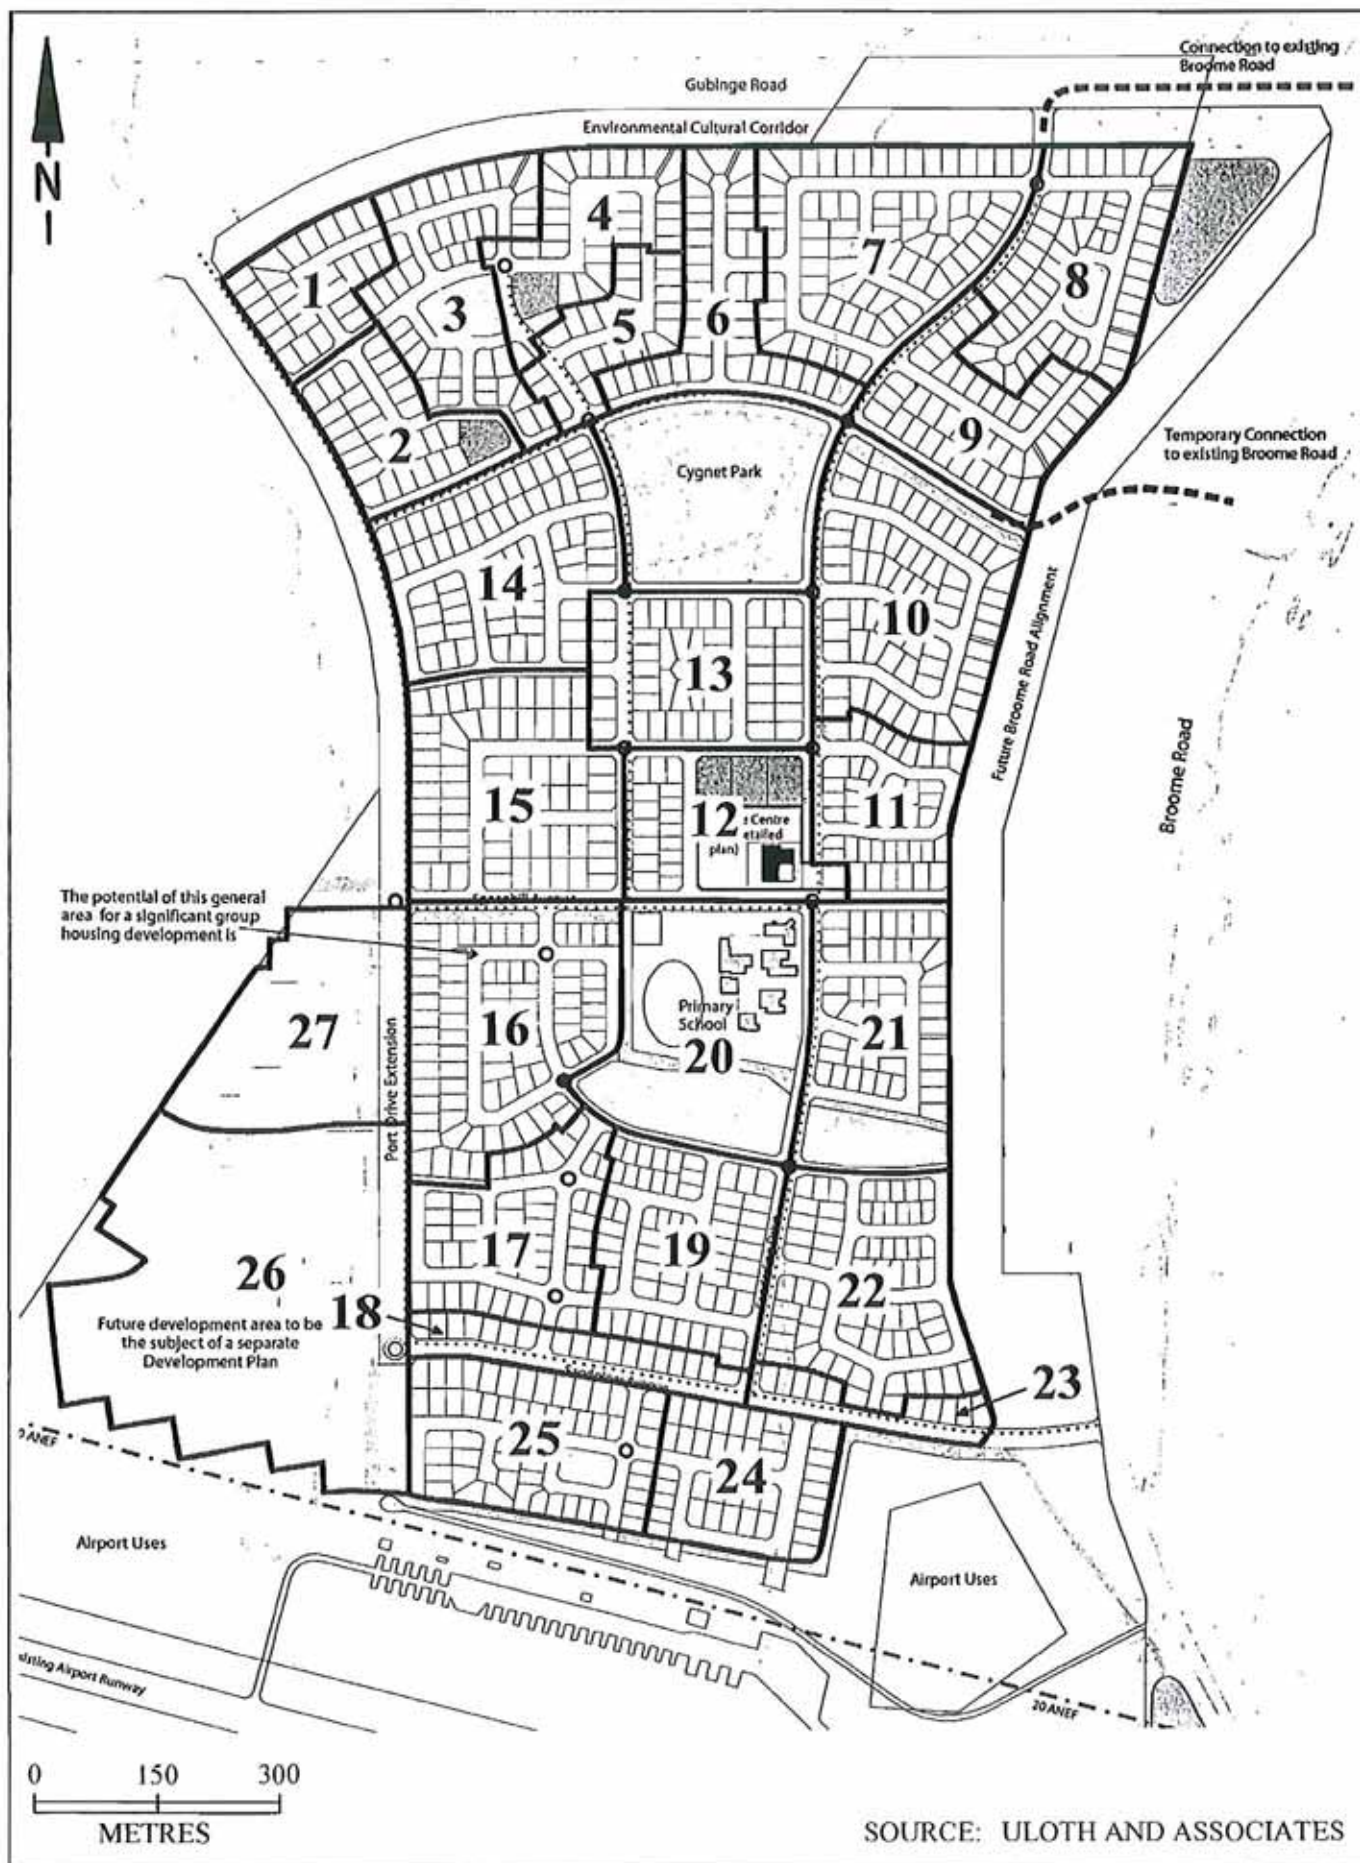 Connection to existing
Broome Road
Gubinge Road
Environmental Cultural Corridor
N
4
7
8
1
3
5
6
2
9
Temporary Connection
to existing Broome Road
Cygnet Park
14
10
13
Future Broome Road Alignment
Broome Road
15
12
Centre
plan)
11
The potential of this general
area for a significant group
housing development is
27
16
Primary
School
20
21
Port Drive Extension
26
17
19
22
18
Future development area to be
the subject of a separate
Development Plan
23
25
24
ANEF
Airport Uses
Airport Uses
20 ANEF
Airport Runway
0 150 300
METRES
SOURCE: ULOTH AND ASSOCIATES